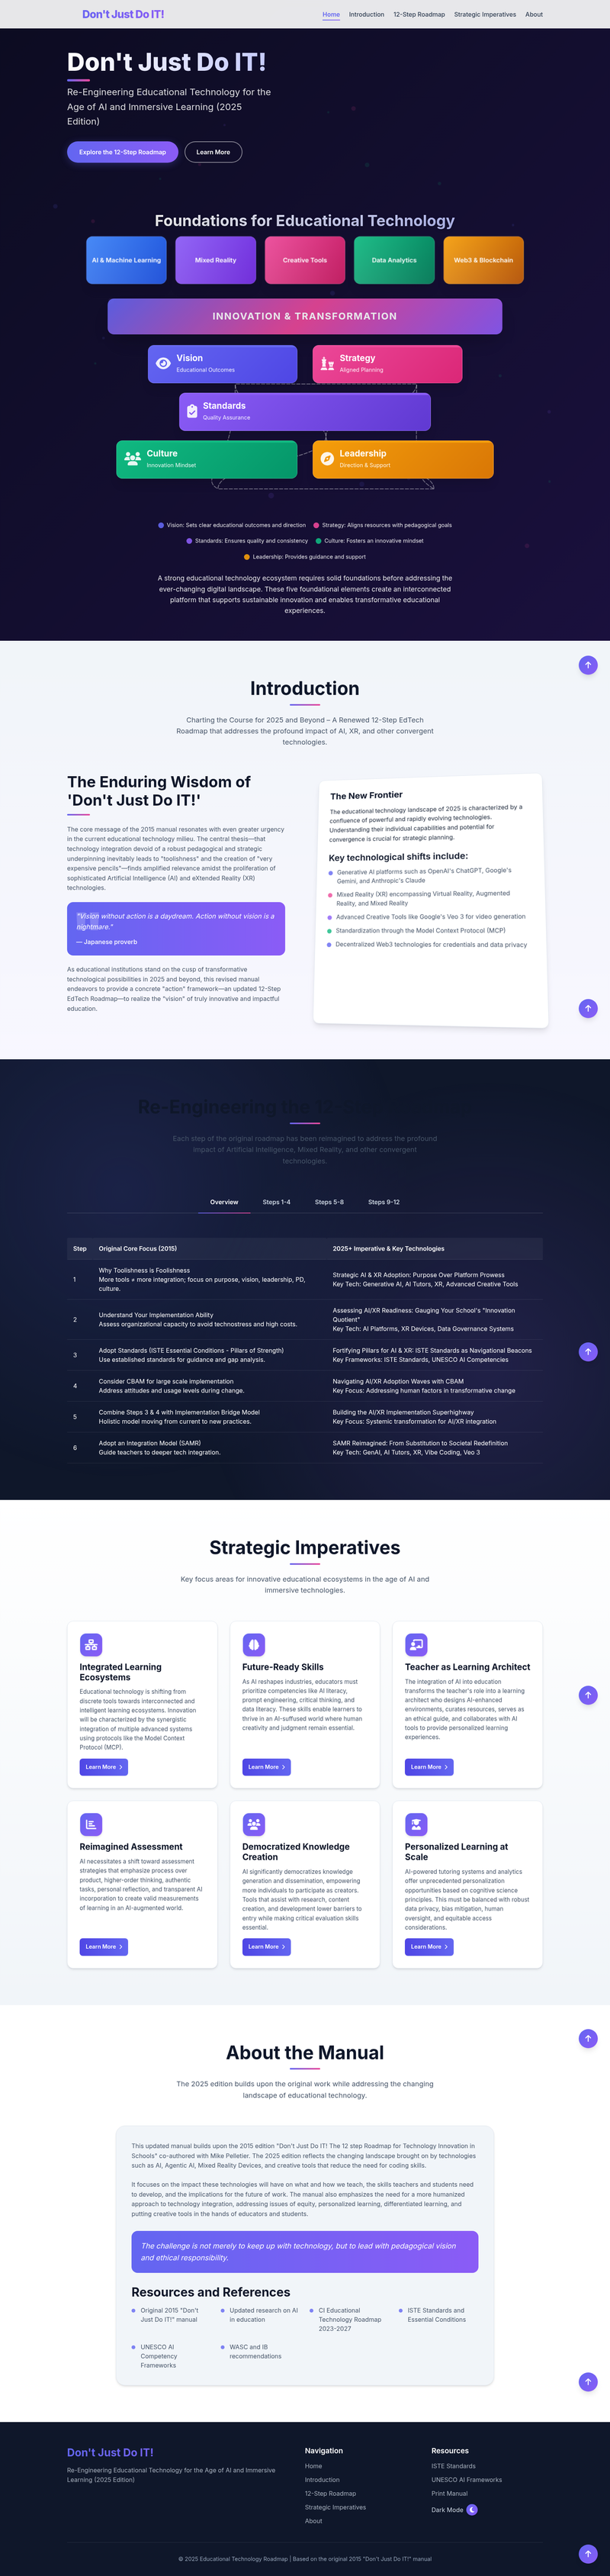 Don't Just Do IT!
Home
Introduction
12-Step Roadmap
Strategic Imperatives
About
Don't Just Do IT!
Re-Engineering Educational Technology for the
Age of AI and Immersive Learning (2025
Edition)
Explore the 12-Step Roadmap
Learn More
Foundations for Educational Technology
AI & Machine Learning
Mixed Reality
Creative Tools
Data Analytics
Web3 & Blockchain
INNOVATION & TRANSFORMATION
Vision
Educational Outcomes
Strategy
Aligned Planning
Standards
Quality Assurance
Culture
Innovation Mindset
Leadership
Direction & Support
Vision: Sets clear educational outcomes and direction
Strategy: Aligns resources with pedagogical goals
Standards: Ensures quality and consistency
Culture: Fosters an innovative mindset
Leadership: Provides guidance and support
A strong educational technology ecosystem requires solid foundations before addressing the
ever-changing digital landscape. These five foundational elements create an interconnected
platform that supports sustainable innovation and enables transformative educational
experiences.
Introduction
Charting the Course for 2025 and Beyond – A Renewed 12-Step EdTech
Roadmap that addresses the profound impact of AI, XR, and other convergent
technologies.
The Enduring Wisdom of
'Don't Just Do IT!'
The core message of the 2015 manual resonates with even greater urgency
in the current educational technology milieu. The central thesis—that
technology integration devoid of a robust pedagogical and strategic
underpinning inevitably leads to "toolishness" and the creation of "very
expensive pencils"—finds amplified relevance amidst the proliferation of
sophisticated Artificial Intelligence (AI) and eXtended Reality (XR)
technologies.
"Vision without action is a daydream. Action without vision is a
nightmare."
— Japanese proverb
As educational institutions stand on the cusp of transformative
technological possibilities in 2025 and beyond, this revised manual
endeavors to provide a concrete "action" framework—an updated 12-Step
EdTech Roadmap—to realize the "vision" of truly innovative and impactful
education.
The New Frontier
The educational technology landscape of 2025 is characterized by a
confluence of powerful and rapidly evolving technologies.
Understanding their individual capabilities and potential for
convergence is crucial for strategic planning.
Key technological shifts include:
Generative AI platforms such as OpenAI's ChatGPT, Google's
Gemini, and Anthropic's Claude
Mixed Reality (XR) encompassing Virtual Reality, Augmented
Reality, and Mixed Reality
Advanced Creative Tools like Google's Veo 3 for video generation
Standardization through the Model Context Protocol (MCP)
Decentralized Web3 technologies for credentials and data privacy
Re-Engineering the 12-
Each step of the original roadmap has been reimagined to address the profound
impact of Artificial Intelligence, Mixed Reality, and other convergent
technologies.
Overview
Steps 1-4
Steps 5-8
Steps 9-12
Step
Original Core Focus (2015)
2025+ Imperative & Key Technologies
1
Why Toolishness is Foolishness
More tools ≠ more integration; focus on purpose, vision, leadership, PD,
culture.
Strategic AI & XR Adoption: Purpose Over Platform Prowess
Key Tech: Generative AI, AI Tutors, XR, Advanced Creative Tools
2
Understand Your Implementation Ability
Assess organizational capacity to avoid technostress and high costs.
Assessing AI/XR Readiness: Gauging Your School's "Innovation
Quotient"
Key Tech: AI Platforms, XR Devices, Data Governance Systems
3
Adopt Standards (ISTE Essential Conditions - Pillars of Strength)
Use established standards for guidance and gap analysis.
Fortifying Pillars for AI & XR: ISTE Standards as Navigational Beacons
Key Frameworks: ISTE Standards, UNESCO AI Competencies
4
Consider CBAM for large scale implementation
Address attitudes and usage levels during change.
Navigating AI/XR Adoption Waves with CBAM
Key Focus: Addressing human factors in transformative change
5
Combine Steps 3 & 4 with Implementation Bridge Model
Holistic model moving from current to new practices.
Building the AI/XR Implementation Superhighway
Key Focus: Systemic transformation for AI/XR integration
6
Adopt an Integration Model (SAMR)
Guide teachers to deeper tech integration.
SAMR Reimagined: From Substitution to Societal Redefinition
Key Tech: GenAI, AI Tutors, XR, Vibe Coding, Veo 3
Strategic Imperatives
Key focus areas for innovative educational ecosystems in the age of AI and
immersive technologies.
Integrated Learning
Ecosystems
Educational technology is shifting from
discrete tools towards interconnected and
intelligent learning ecosystems. Innovation
will be characterized by the synergistic
integration of multiple advanced systems
using protocols like the Model Context
Protocol (MCP).
Learn More
Future-Ready Skills
As AI reshapes industries, educators must
prioritize competencies like AI literacy,
prompt engineering, critical thinking, and
data literacy. These skills enable learners to
thrive in an AI-suffused world where human
creativity and judgment remain essential.
Learn More
Teacher as Learning Architect
The integration of AI into education
transforms the teacher's role into a learning
architect who designs AI-enhanced
environments, curates resources, serves as
an ethical guide, and collaborates with AI
tools to provide personalized learning
experiences.
Learn More
Reimagined Assessment
AI necessitates a shift toward assessment
strategies that emphasize process over
product, higher-order thinking, authentic
tasks, personal reflection, and transparent AI
incorporation to create valid measurements
of learning in an AI-augmented world.
Learn More
Democratized Knowledge
Creation
AI significantly democratizes knowledge
generation and dissemination, empowering
more individuals to participate as creators.
Tools that assist with research, content
creation, and development lower barriers to
entry while making critical evaluation skills
essential.
Learn More
Personalized Learning at
Scale
AI-powered tutoring systems and analytics
offer unprecedented personalization
opportunities based on cognitive science
principles. This must be balanced with robust
data privacy, bias mitigation, human
oversight, and equitable access
considerations.
Learn More
About the Manual
The 2025 edition builds upon the original work while addressing the changing
landscape of educational technology.
This updated manual builds upon the 2015 edition "Don't Just Do IT! The 12 step Roadmap for Technology Innovation in
Schools" co-authored with Mike Pelletier. The 2025 edition reflects the changing landscape brought on by technologies
such as AI, Agentic AI, Mixed Reality Devices, and creative tools that reduce the need for coding skills.
It focuses on the impact these technologies will have on what and how we teach, the skills teachers and students need
to develop, and the implications for the future of work. The manual also emphasizes the need for a more humanized
approach to technology integration, addressing issues of equity, personalized learning, differentiated learning, and
putting creative tools in the hands of educators and students.
The challenge is not merely to keep up with technology, but to lead with pedagogical vision
and ethical responsibility.
Resources and References
Original 2015 "Don't
Just Do IT!" manual
Updated research on AI
in education
CI Educational
Technology Roadmap
2023-2027
ISTE Standards and
Essential Conditions
UNESCO AI
Competency
Frameworks
WASC and IB
recommendations
Don't Just Do IT!
Re-Engineering Educational Technology for the Age of AI and Immersive
Learning (2025 Edition)
Navigation
Home
Introduction
12-Step Roadmap
Strategic Imperatives
About
Resources
ISTE Standards
UNESCO AI Frameworks
Print Manual
Dark Mode
© 2025 Educational Technology Roadmap | Based on the original 2015 "Don't Just Do IT!" manual